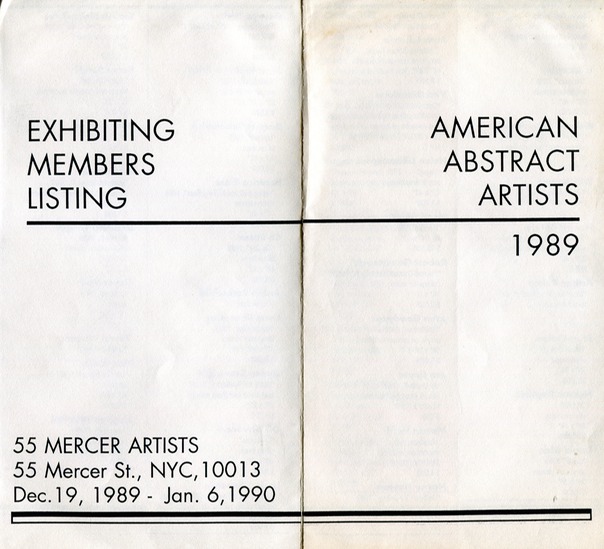 EXHIBITING
MEMBERS
LISTING
55 MERCER ARTISTS
55 Mercer St., NYC,10013
Dec.19, 1989 - Jan. 6,1990
AMERICAN
ABSTRACT
ARTISTS
1989